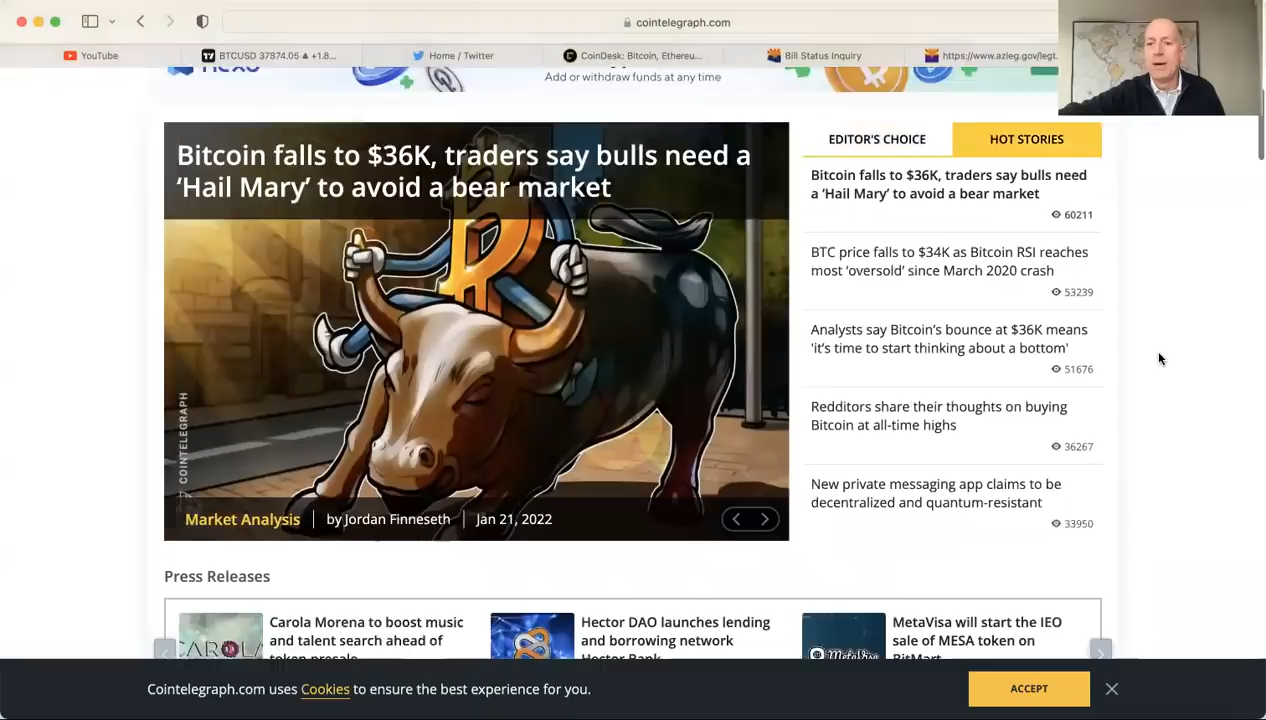 cointelegraph.com
YouTube
BTCUSD 37874.05 ▲ +1.8...
Home / Twitter
CoinDesk: Bitcoin, Ethereu...
Bill Status Inquiry
https://www.azleg.gov/legt...
Add or withdraw funds at any time
Bitcoin falls to $36K, traders say bulls need a
‘Hail Mary’ to avoid a bear market
COINTELEGRAPH
Market Analysis
by Jordan Finneseth
Jan 21, 2022
EDITOR'S CHOICE
HOT STORIES
Bitcoin falls to $36K, traders say bulls need
a ‘Hail Mary’ to avoid a bear market
60211
BTC price falls to $34K as Bitcoin RSI reaches
most ‘oversold’ since March 2020 crash
53239
Analysts say Bitcoin’s bounce at $36K means
'it’s time to start thinking about a bottom'
51676
Redditors share their thoughts on buying
Bitcoin at all-time highs
36267
New private messaging app claims to be
decentralized and quantum-resistant
33950
Press Releases
Carola Morena to boost music
and talent search ahead of
token presale
Hector DAO launches lending
and borrowing network
Hector Bank
MetaVisa will start the IEO
sale of MESA token on
BitMart
MetaVisa
Cointelegraph.com uses Cookies to ensure the best experience for you.
ACCEPT